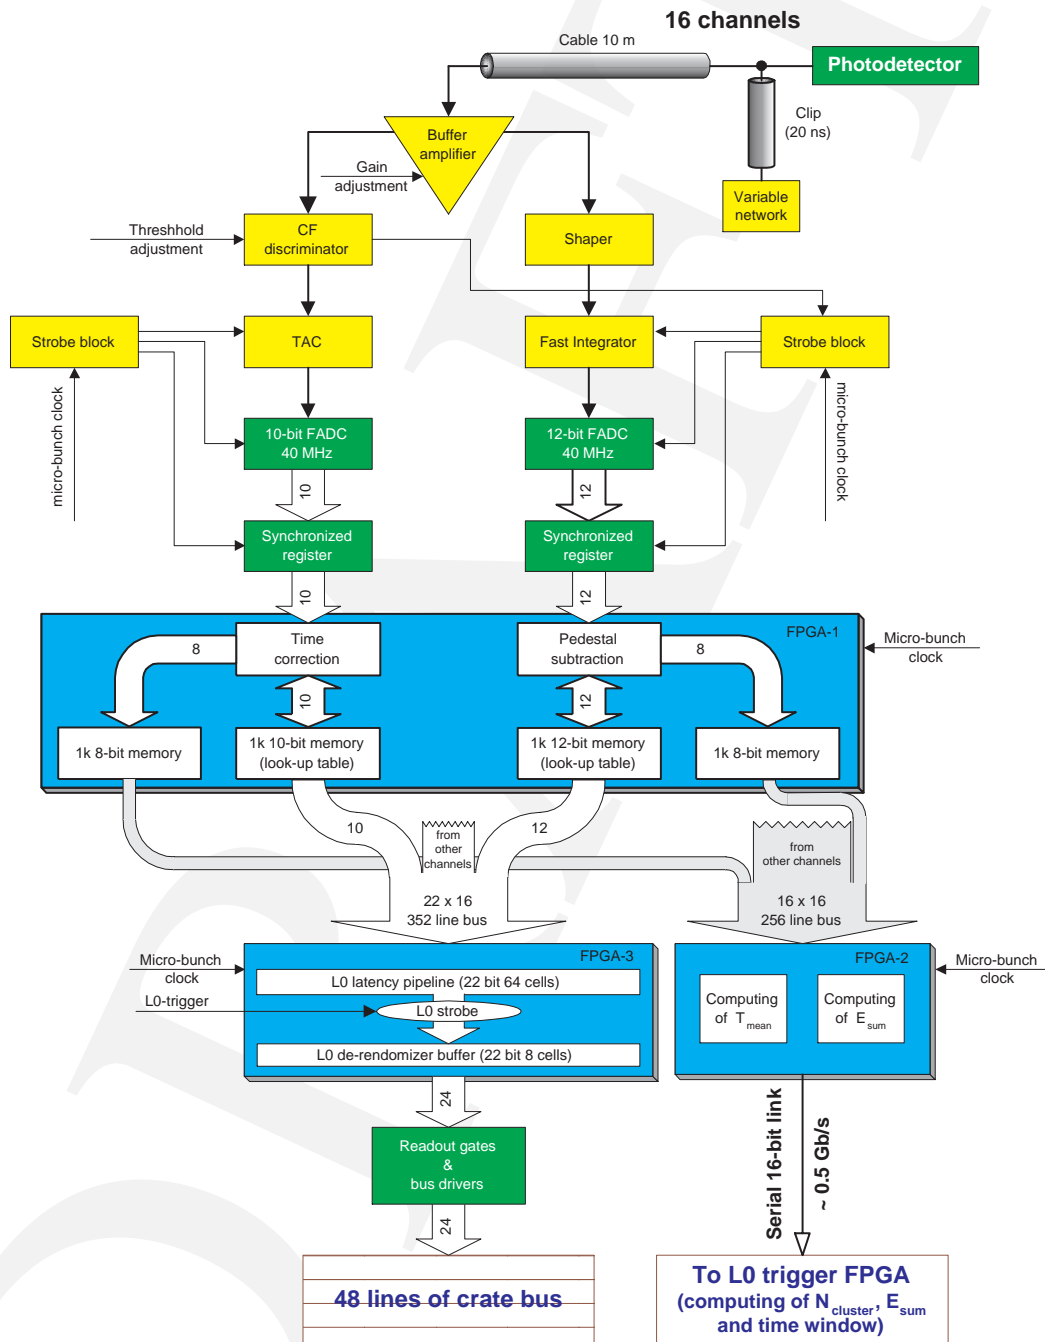 16 channels
Cable 10 m
Photodetector
Clip
(20 ns)
Buffer
amplifier
Gain
adjustment
Variable
network
Threshhold
adjustment
CF
discriminator
Shaper
Strobe block
TAC
Fast Integrator
Strobe block
micro-bunch clock
micro-bunch clock
10-bit FADC
40 MHz
12-bit FADC
40 MHz
10
12
Synchronized
register
Synchronized
register
10
12
FPGA-1
Micro-bunch
clock
8
Time
correction
Pedestal
subtraction
8
10
12
1k 8-bit memory
1k 10-bit memory
(look-up table)
1k 12-bit memory
(look-up table)
1k 8-bit memory
10
from
other
channels
12
from
other channels
22 x 16
352 line bus
16 x 16
256 line bus
Micro-bunch
clock
FPGA-3
FPGA-2
Micro-bunch
clock
L0 latency pipeline (22 bit 64 cells)
L0-trigger
L0 strobe
L0 de-rendomizer buffer (22 bit 8 cells)
Computing
of T mean
Computing
of E sum
24
Readout gates
&
bus drivers
24
Serial 16-bit link
~ 0.5 Gb/s
48 lines of crate bus
To L0 trigger FPGA
(computing of N cluster, E sum
and time window)